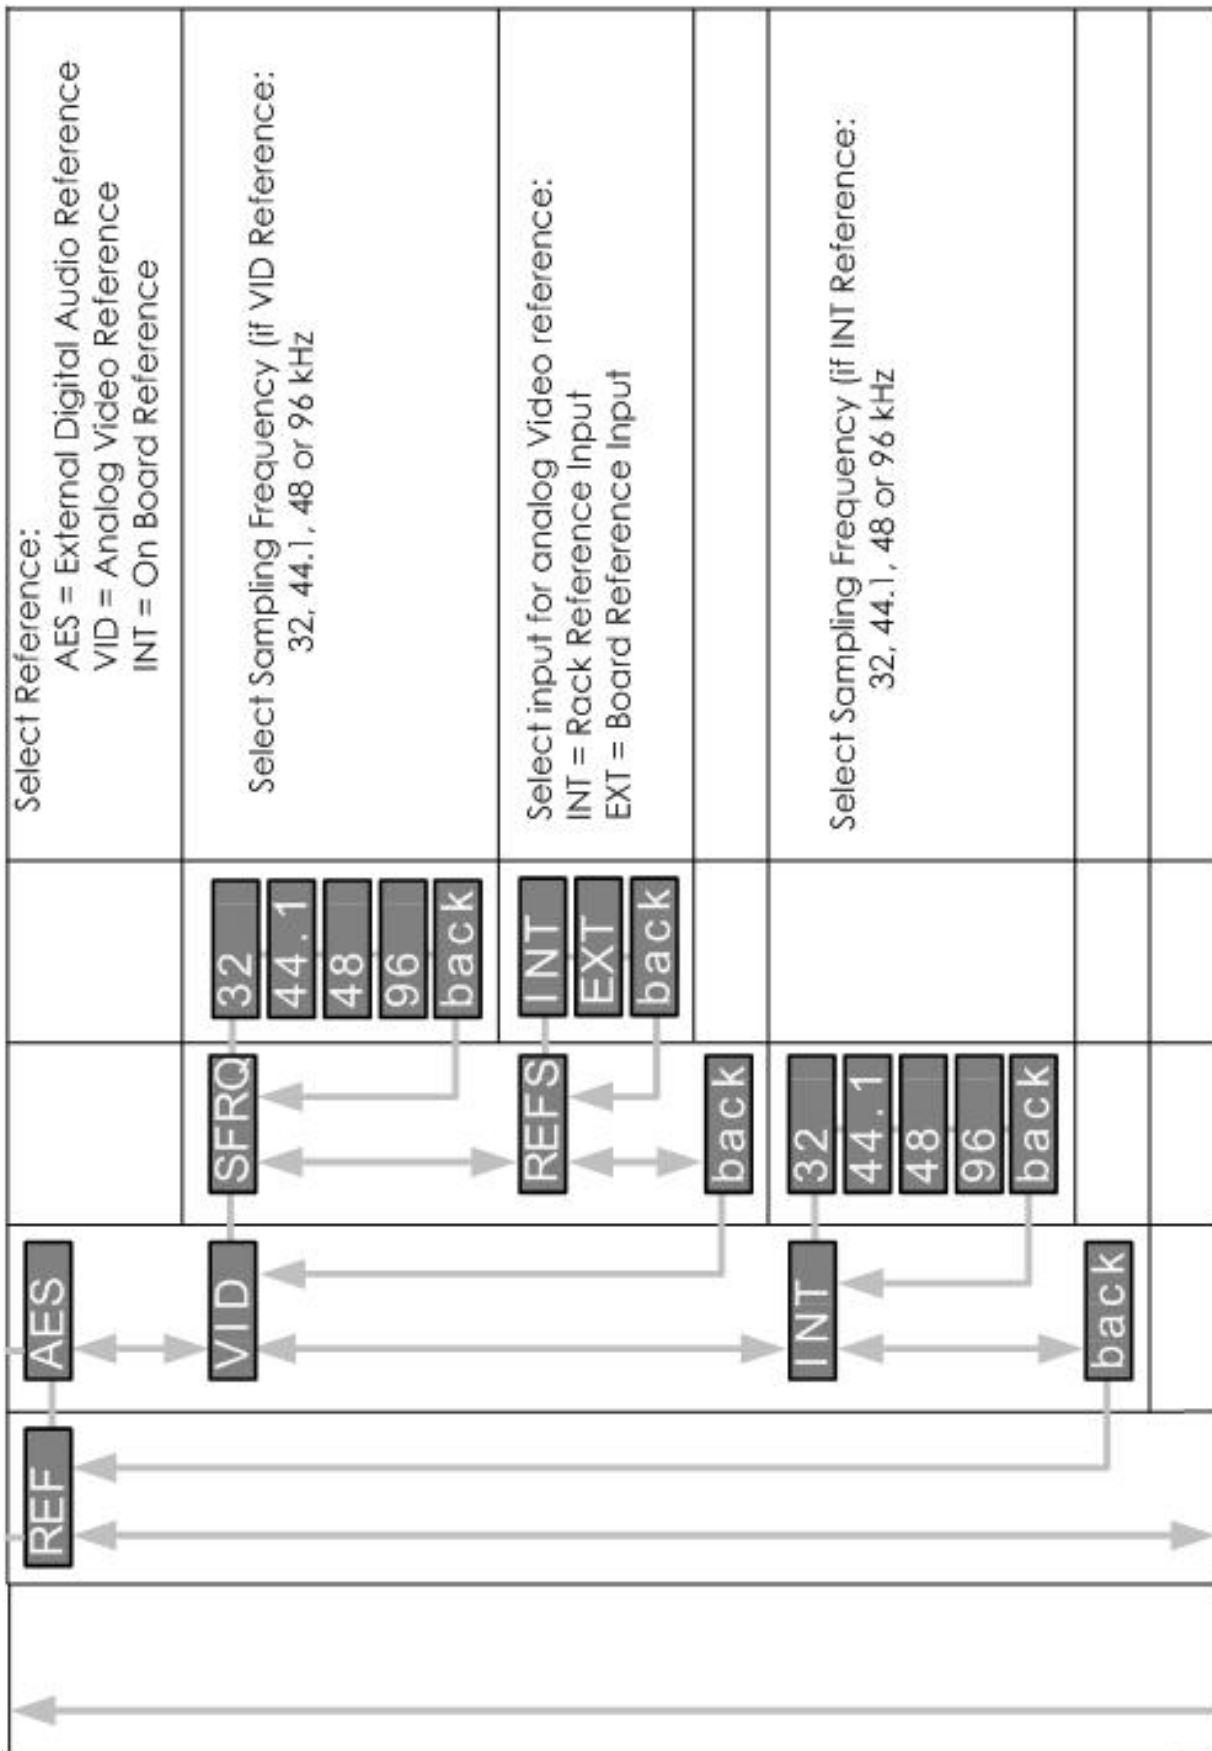 REF
AES
Select Reference:
AES = External Digital Audio Reference
VID = Analog Video Reference
INT = On Board Reference
VID
SFRQ
32
44.1
48
96
back
Select Sampling Frequency (if VID Reference:
32, 44.1, 48 or 96 kHz
REFS
INT
EXT
back
Select input for analog Video reference:
INT = Rack Reference Input
EXT = Board Reference Input
back
INT
32
44.1
48
96
back
Select Sampling Frequency (if INT Reference:
32, 44.1, 48 or 96 kHz
back